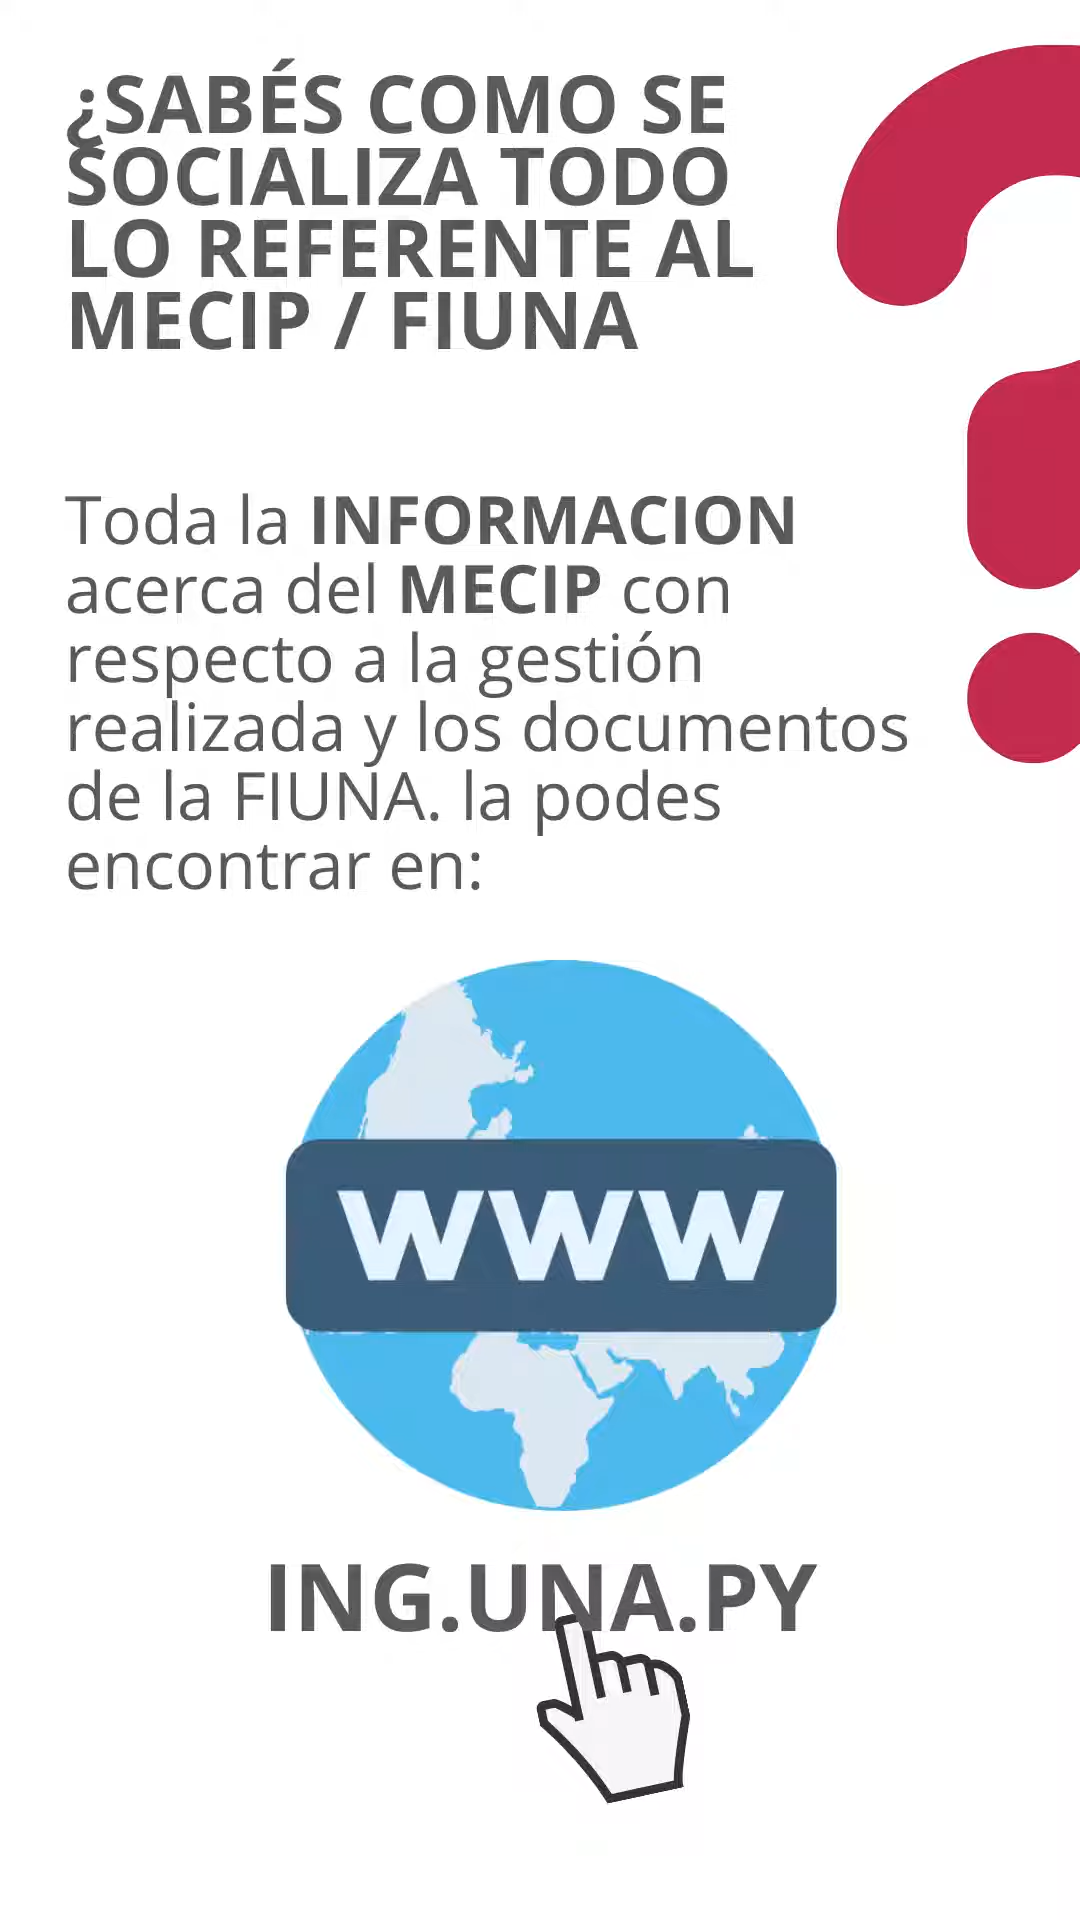 ¿SABÉS COMO SE
SOCIALIZA TODO
LO REFERENTE AL
MECIP / FIUNA
Toda la INFORMACION
acerca del MECIP con
respecto a la gestión
realizada y los documentos
de la FIUNA. la podes
encontrar en:
WWW
ING.UNA.PY